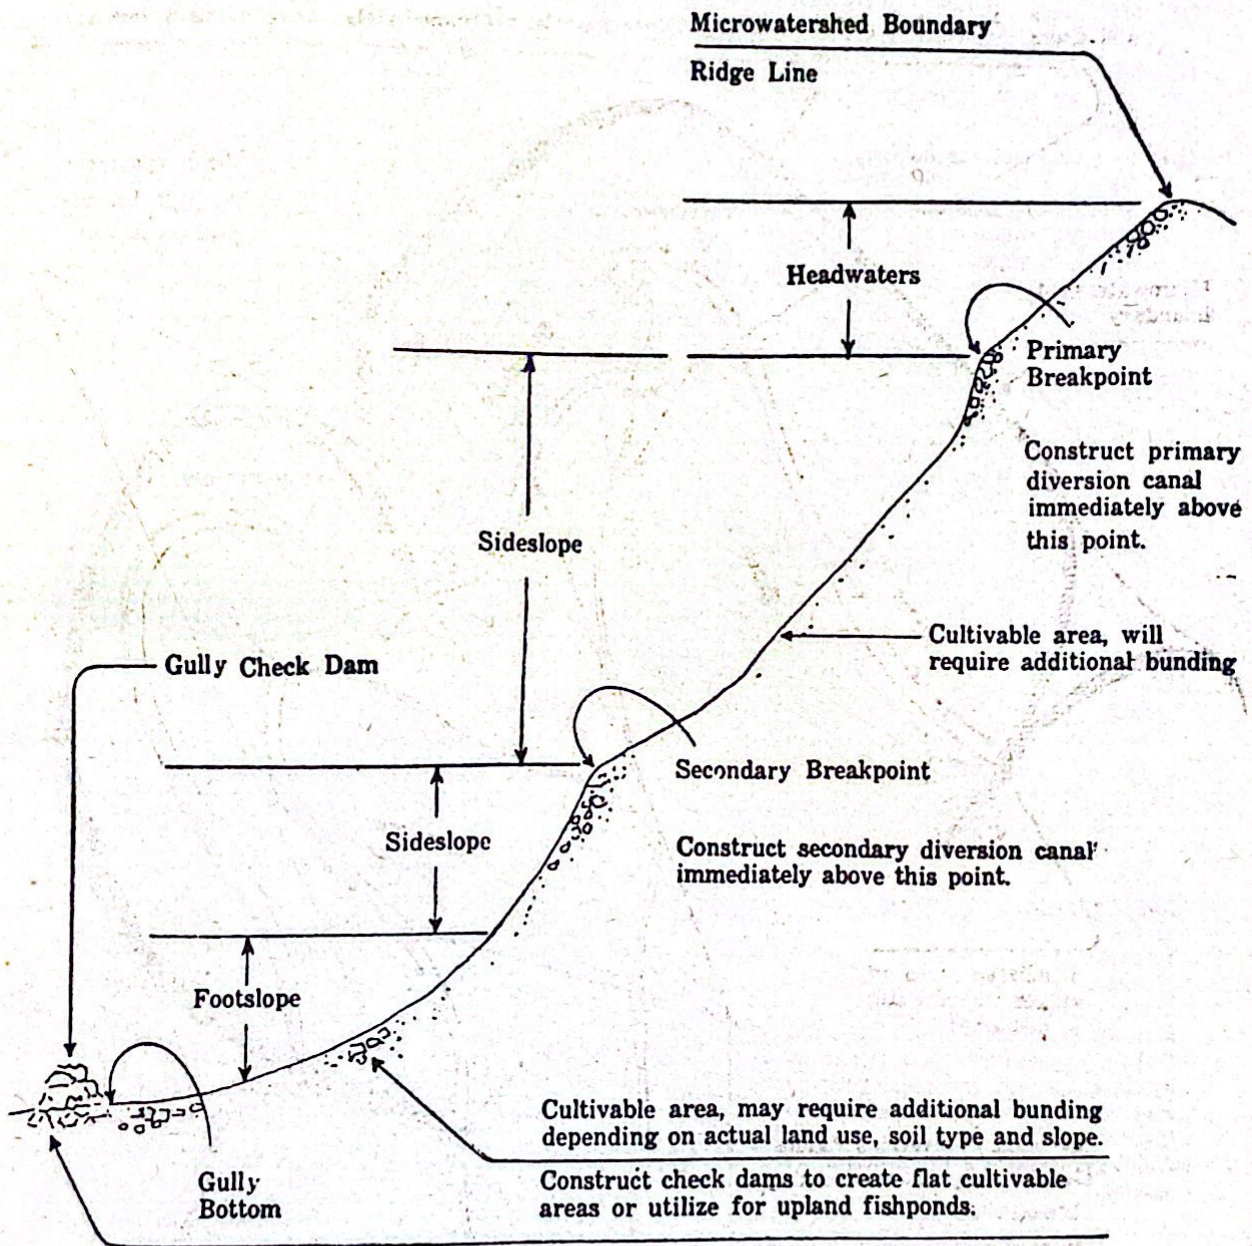 Microwatershed Boundary
Ridge Line
Headwaters
Primary
Breakpoint
Construct primary
diversion canal
immediately above
this point.
Sideslope
Cultivable area, will
require additional bunding
Gully Check Dam
Secondary Breakpoint
Sideslope
Construct secondary diversion canal
immediately above this point.
Footslope
Cultivable area, may require additional bunding
depending on actual land use, soil type and slope.
Construct check dams to create flat cultivable
areas or utilize for upland fishponds.
Gully
Bottom